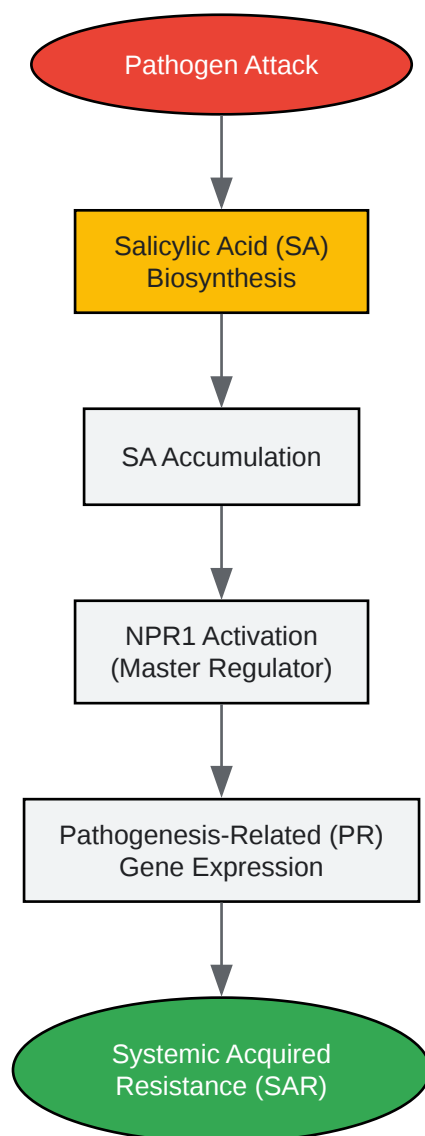 Pathogen Attack
Salicylic Acid (SA)
Biosynthesis
SA Accumulation
NPR1 Activation
(Master Regulator)
Pathogenesis-Related (PR)
Gene Expression
Systemic Acquired
Resistance (SAR)